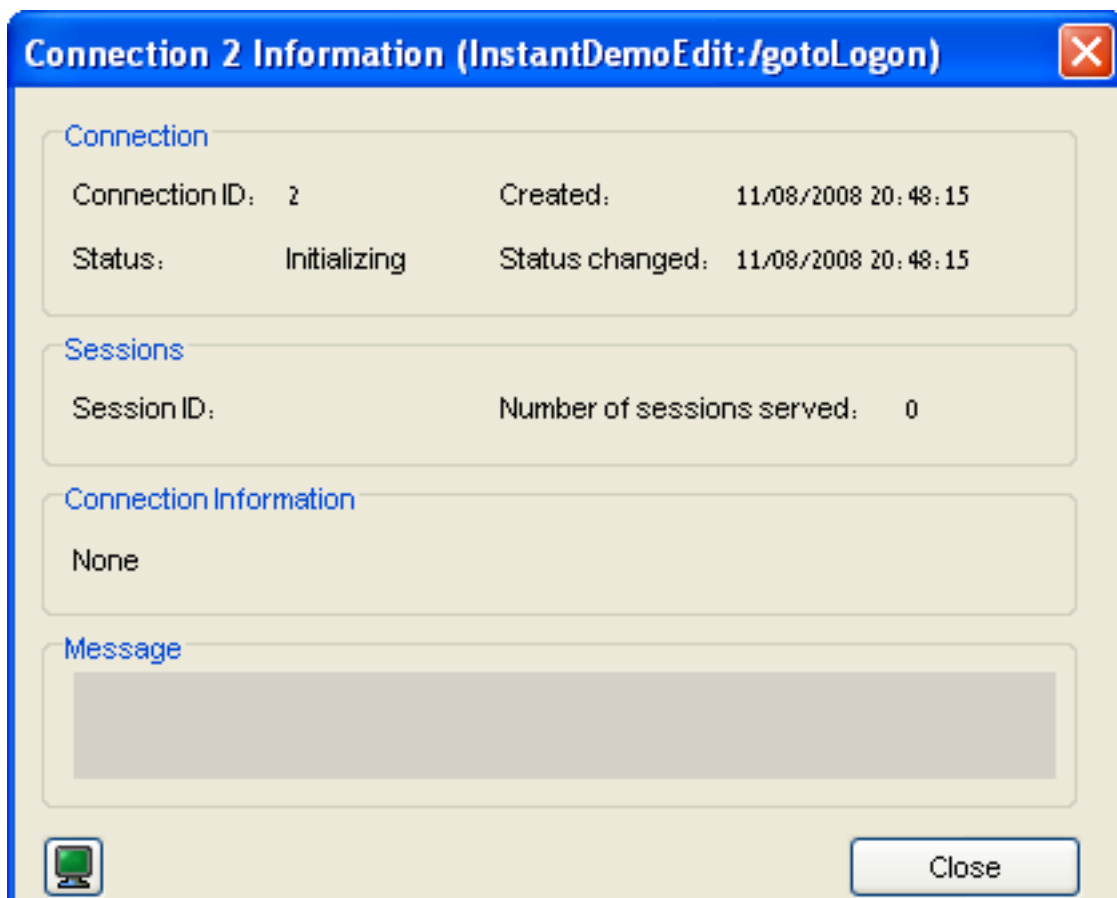 Connection 2 Information (InstantDemoEdit:/gotoLogon)
Connection
Connection ID: 2 Created: 11/08/2008 20:48:15
Status: Initializing Status changed: 11/08/2008 20:48:15
Sessions
Session ID: Number of sessions served: 0
Connection Information
None
Message
Close